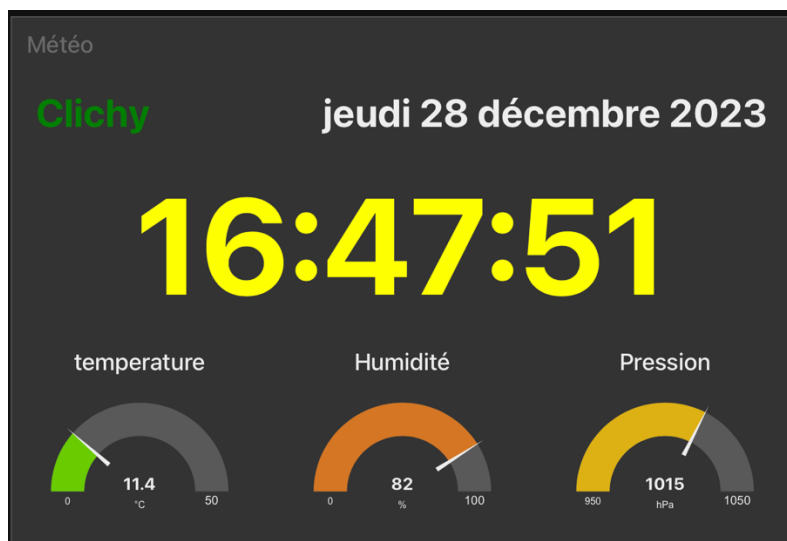 Météo
Clichy jeudi 28 décembre 2023
16:47:51
temperature Humidité Pression
11.4 82 1015
0 °C 50 0 % 100 950 hPa 1050